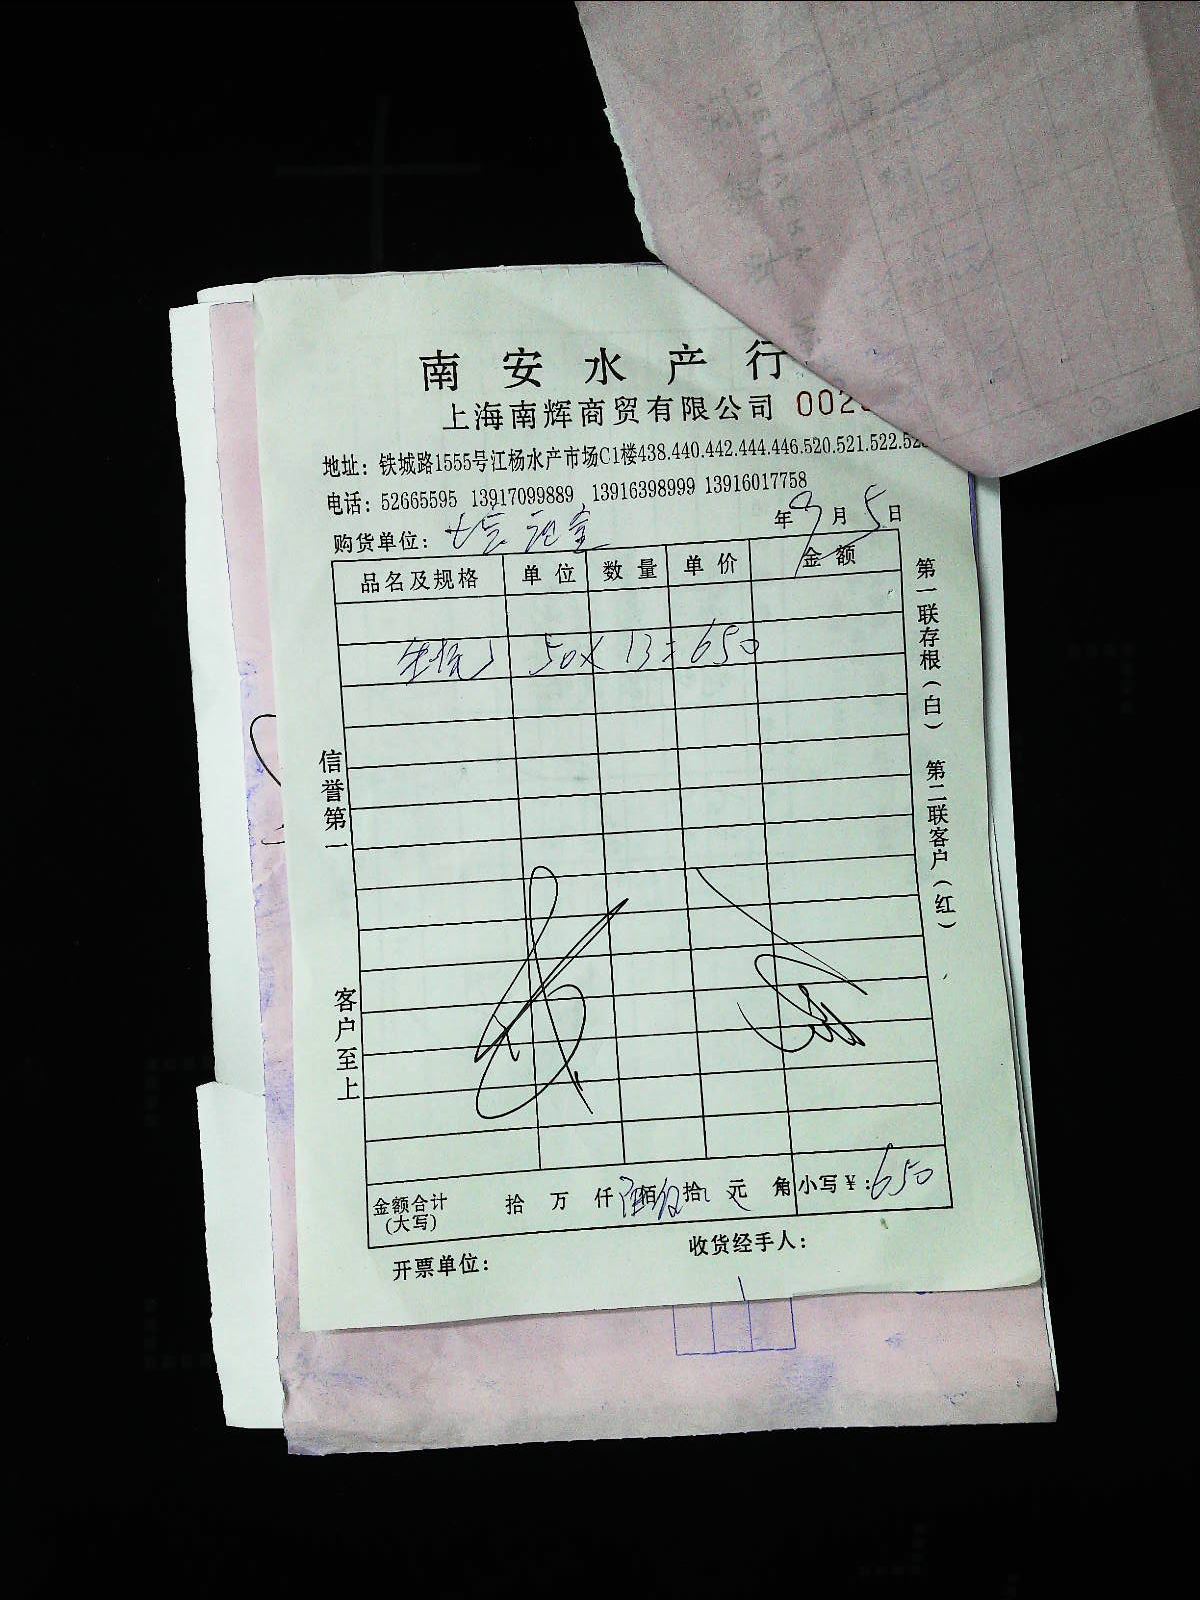 南安水产行
上海南辉商贸有限公司 002
地址：铁城路1555号江杨水产市场C1楼438.440.442.444.446.520.521.522.52
电话：52665595 13917099889 13916398999 13916017758
购货单位： 年9月5日
品名及规格 单位 数量 单价 金额
50×13=650
信誉第一 客户至上
第一联存根（白） 第二联客户（红）
金额合计（大写） 拾 万 仟 陆佰伍拾 元 角 小写￥：650
开票单位： 收货经手人：